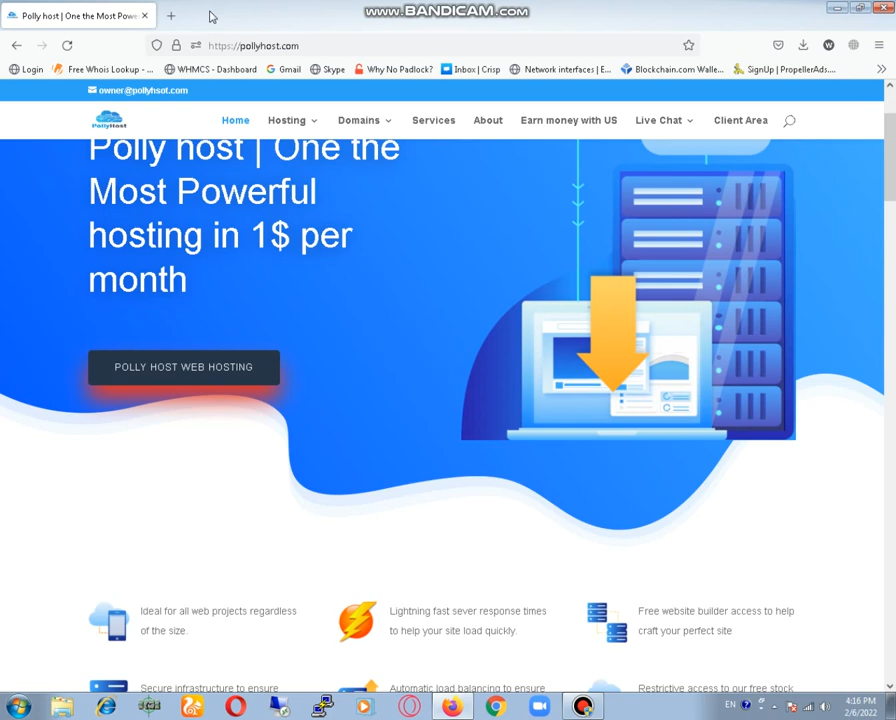 Polly host | One the Most Powe
www.BANDICAM.com
https://pollyhost.com
Login
Free Whois Lookup - ...
WHMCS - Dashboard
Gmail
Skype
Why No Padlock?
Inbox | Crisp
Network interfaces | E...
Blockchain.com Walle...
SignUp | PropellerAds....
owner@pollyhsot.com
PollyHost
Home
Hosting
Domains
Services
About
Earn money with US
Live Chat
Client Area
Polly host | One the
Most Powerful
hosting in 1$ per
month
POLLY HOST WEB HOSTING
Ideal for all web projects regardless
of the size.
Lightning fast sever response times
to help your site load quickly.
Free website builder access to help
craft your perfect site
Secure infrastructure to ensure
Automatic load balancing to ensure
Restrictive access to our free stock
EN
4:16 PM
2/6/2022